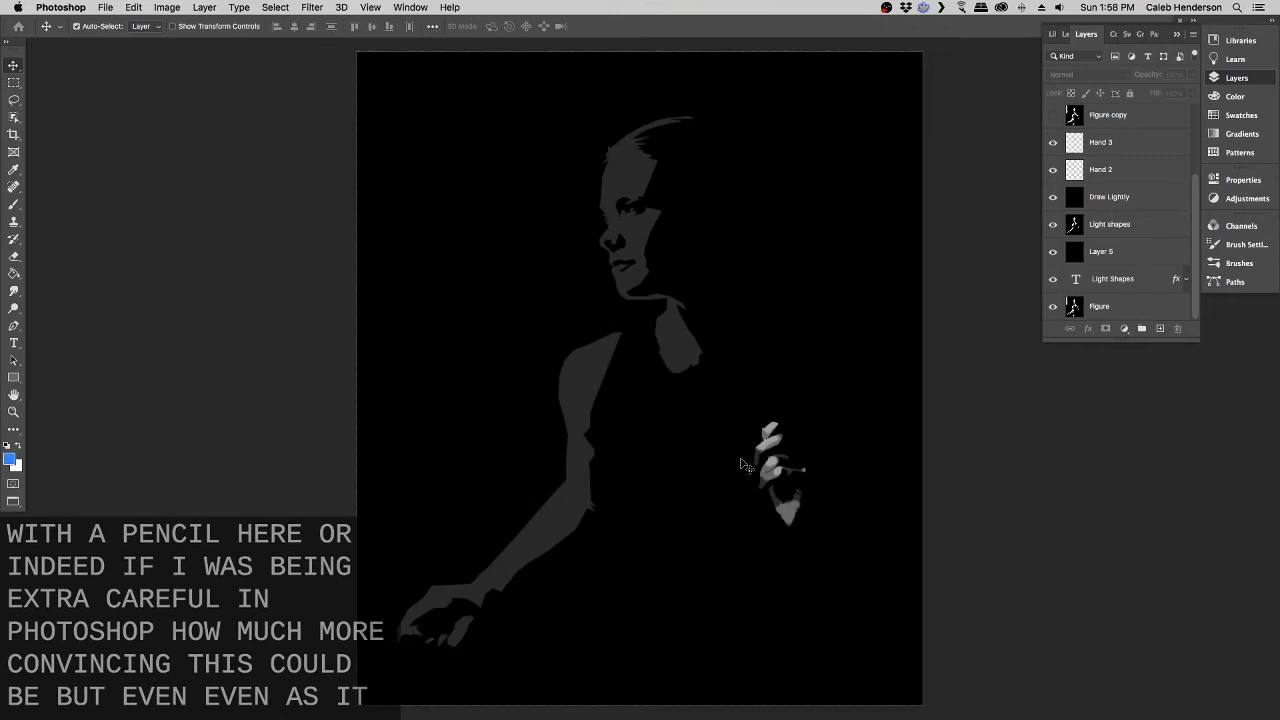 Photoshop File Edit Image Layer Type Select Filter 3D View Window Help Sun 1:58 PM Caleb Henderson
Auto-Select: Layer Show Transform Controls 3D Mode:
Layers
Kind
Normal Opacity: 100%
Lock: Fill: 100%
Figure copy
Hand 3
Hand 2
Draw Lightly
Light shapes
Layer 5
Light Shapes fx
Figure
fx
Libraries
Learn
Layers
Color
Swatches
Gradients
Patterns
Properties
Adjustments
Channels
Brush Setti...
Brushes
Paths
WITH A PENCIL HERE OR
INDEED IF I WAS BEING
EXTRA CAREFUL IN
PHOTOSHOP HOW MUCH MORE
CONVINCING THIS COULD
BE BUT EVEN EVEN AS IT